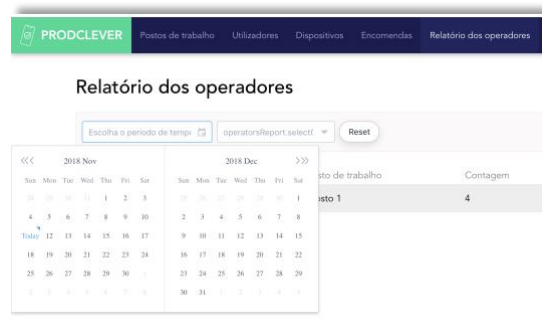 PRODCLEVER Postos de trabalho Utilizadores Dispositivos Encomendas Relatório dos operadores
Relatório dos operadores
Escolha o período de temp operatorsReport.select( Reset
<< < 2018 Nov 2018 Dec > >>
Sun Mon Tue Wed Thu Fri Sat Sun Mon Tue Wed Thu Fri Sat
sto de trabalho Contagem
28 29 30 31 1 2 3 25 26 27 28 29 30 1
osto 1 4
4 5 6 7 8 9 10 2 3 4 5 6 7 8
Today 12 13 14 15 16 17 9 10 11 12 13 14 15
18 19 20 21 22 23 24 16 17 18 19 20 21 22
25 26 27 28 29 30 1 23 24 25 26 27 28 29
2 3 4 5 6 7 8 30 31 1 2 3 4 5